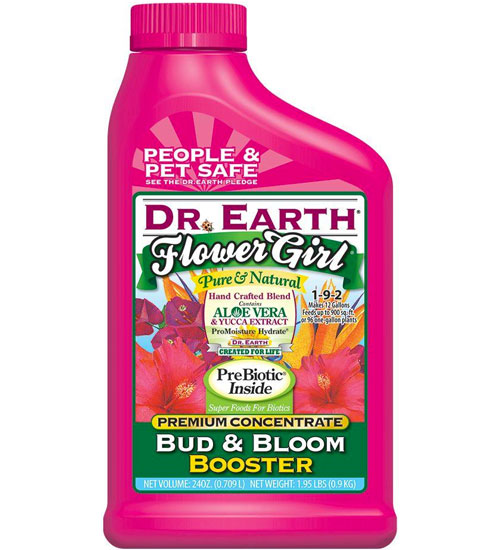 PEOPLE &
PET SAFE
SEE THE DR. EARTH PLEDGE
DR. EARTH®
Flower Girl®
Pure & Natural
Hand Crafted Blend
Contains
ALOE VERA
& YUCCA EXTRACT
ProMoisture Hydrate®
DR. EARTH
CREATED FOR LIFE
1-9-2
Makes 12 Gallons
Feeds up to 900 sq. ft.
or 96 one-gallon plants
PreBiotic®
Inside
Super Foods For Biotics
PREMIUM CONCENTRATE
BUD & BLOOM
BOOSTER
NET VOLUME: 24OZ. (0.709 L) NET WEIGHT: 1.95 LBS (0.9 KG)